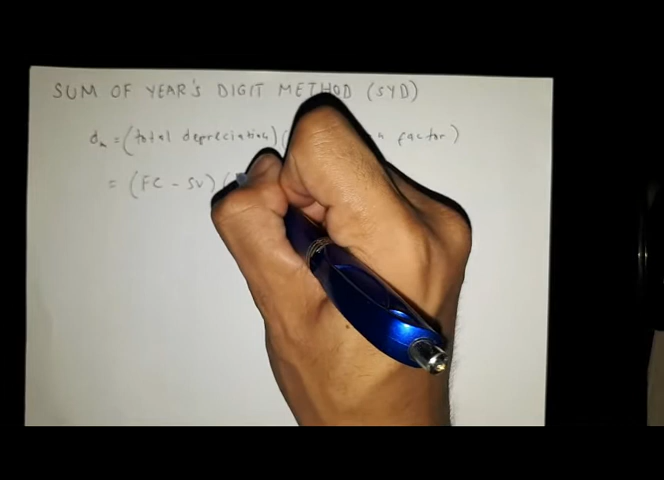 SUM OF YEAR'S DIGIT METHOD (SYD)
dn = (total depreciation) ( factor)
= (FC - SV) (